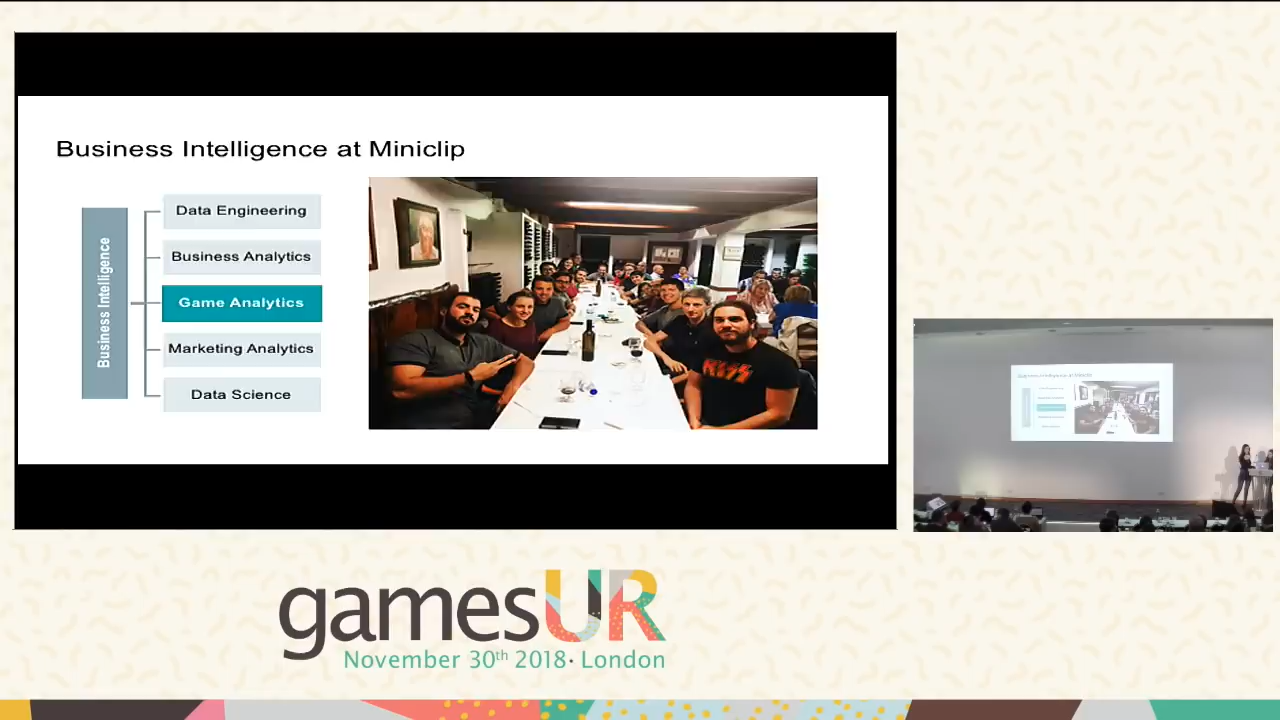 Business Intelligence at Miniclip
Business Intelligence
Data Engineering
Business Analytics
Game Analytics
Marketing Analytics
Data Science
KISS
gamesUR
November 30th 2018· London